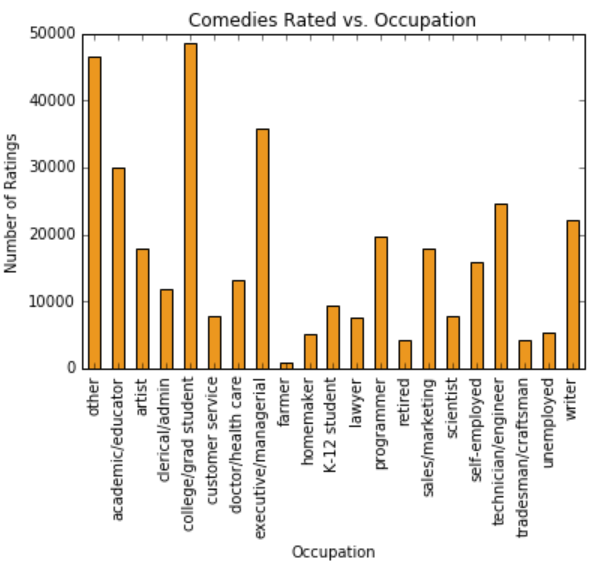 Comedies Rated vs. Occupation
50000
40000
30000
20000
10000
0
Number of Ratings
other
academic/educator
artist
clerical/admin
college/grad student
customer service
doctor/health care
executive/managerial
farmer
homemaker
K-12 student
lawyer
programmer
retired
sales/marketing
scientist
self-employed
technician/engineer
tradesman/craftsman
unemployed
writer
Occupation